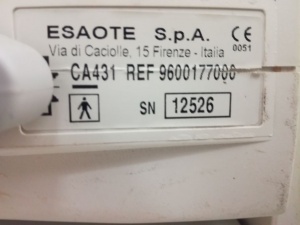 ESAOTE S.p.A. CE
Via di Caciolle, 15 Firenze - Italia 0051
CA431 REF 9600177000
SN 12526